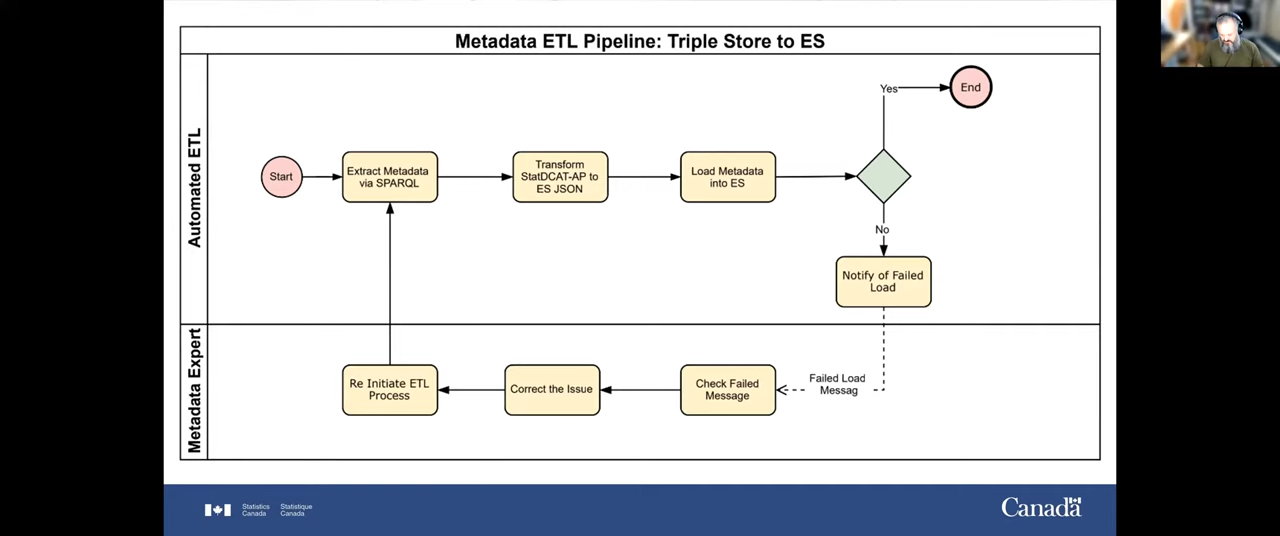 Metadata ETL Pipeline: Triple Store to ES
Automated ETL
Yes
End
Start
Extract Metadata
via SPARQL
Transform
StatDCAT-AP to
ES JSON
Load Metadata
into ES
No
Notify of Failed
Load
Metadata Expert
Re Initiate ETL
Process
Correct the Issue
Check Failed
Message
Failed Load
Messag
Statistics
Canada
Statistique
Canada
Canada